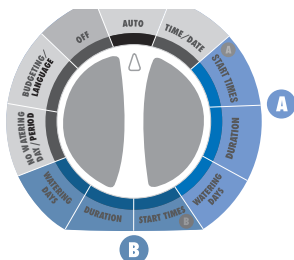 AUTO
TIME/DATE
A
START TIMES
A
DURATION
WATERING
DAYS
B
START TIMES
DURATION
WATERING
DAYS
B
NO WATERING
DAY/PERIOD
BUDGETING/
LANGUAGE
OFF